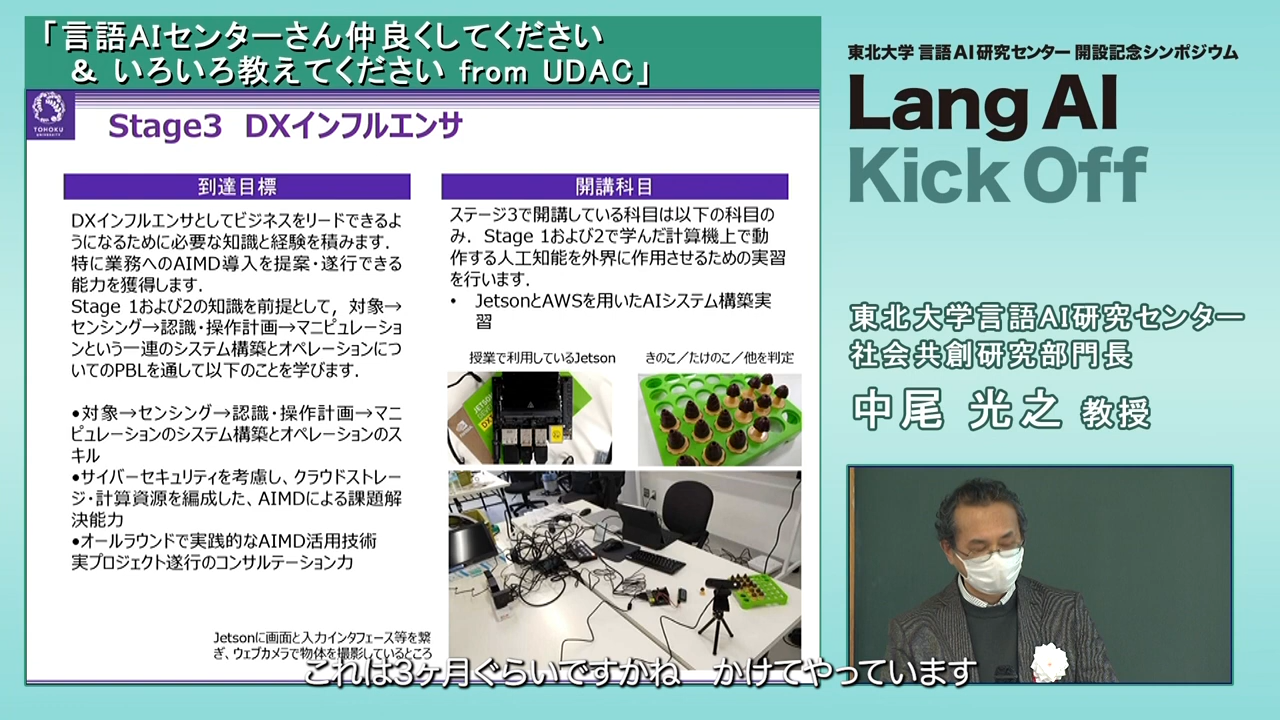 「言語AIセンターさん仲良くしてください
& いろいろ教えてください from UDAC」
TOHOKU
UNIVERSITY
Stage3 DXインフルエンサ
到達目標
DXインフルエンサとしてビジネスをリードできるよ
うになるために必要な知識と経験を積みます．
特に業務へのAIMD導入を提案・遂行できる
能力を獲得します．
Stage 1および2の知識を前提として，対象→
センシング→認識・操作計画→マニピュレーショ
ンという一連のシステム構築とオペレーションにつ
いてのPBLを通して以下のことを学びます．
•対象→センシング→認識・操作計画→マニ
ピュレーションのシステム構築とオペレーションのス
キル
•サイバーセキュリティを考慮し、クラウドストレー
ジ・計算資源を編成した、AIMDによる課題解
決能力
•オールラウンドで実践的なAIMD活用技術
実プロジェクト遂行のコンサルテーション力
Jetsonに画面と入力インタフェース等を繋
ぎ、ウェブカメラで物体を撮影しているところ
開講科目
ステージ3で開講している科目は以下の科目の
み．Stage 1および2で学んだ計算機上で動
作する人工知能を外界に作用させるための実習
を行います．
• JetsonとAWSを用いたAIシステム構築実
習
授業で利用しているJetson
きのこ／たけのこ／他を判定
東北大学 言語AI研究センター 開設記念シンポジウム
Lang AI
Kick Off
東北大学言語AI研究センター
社会共創研究部門長
中尾 光之 教授
これは3ヶ月ぐらいですかね　かけてやっています